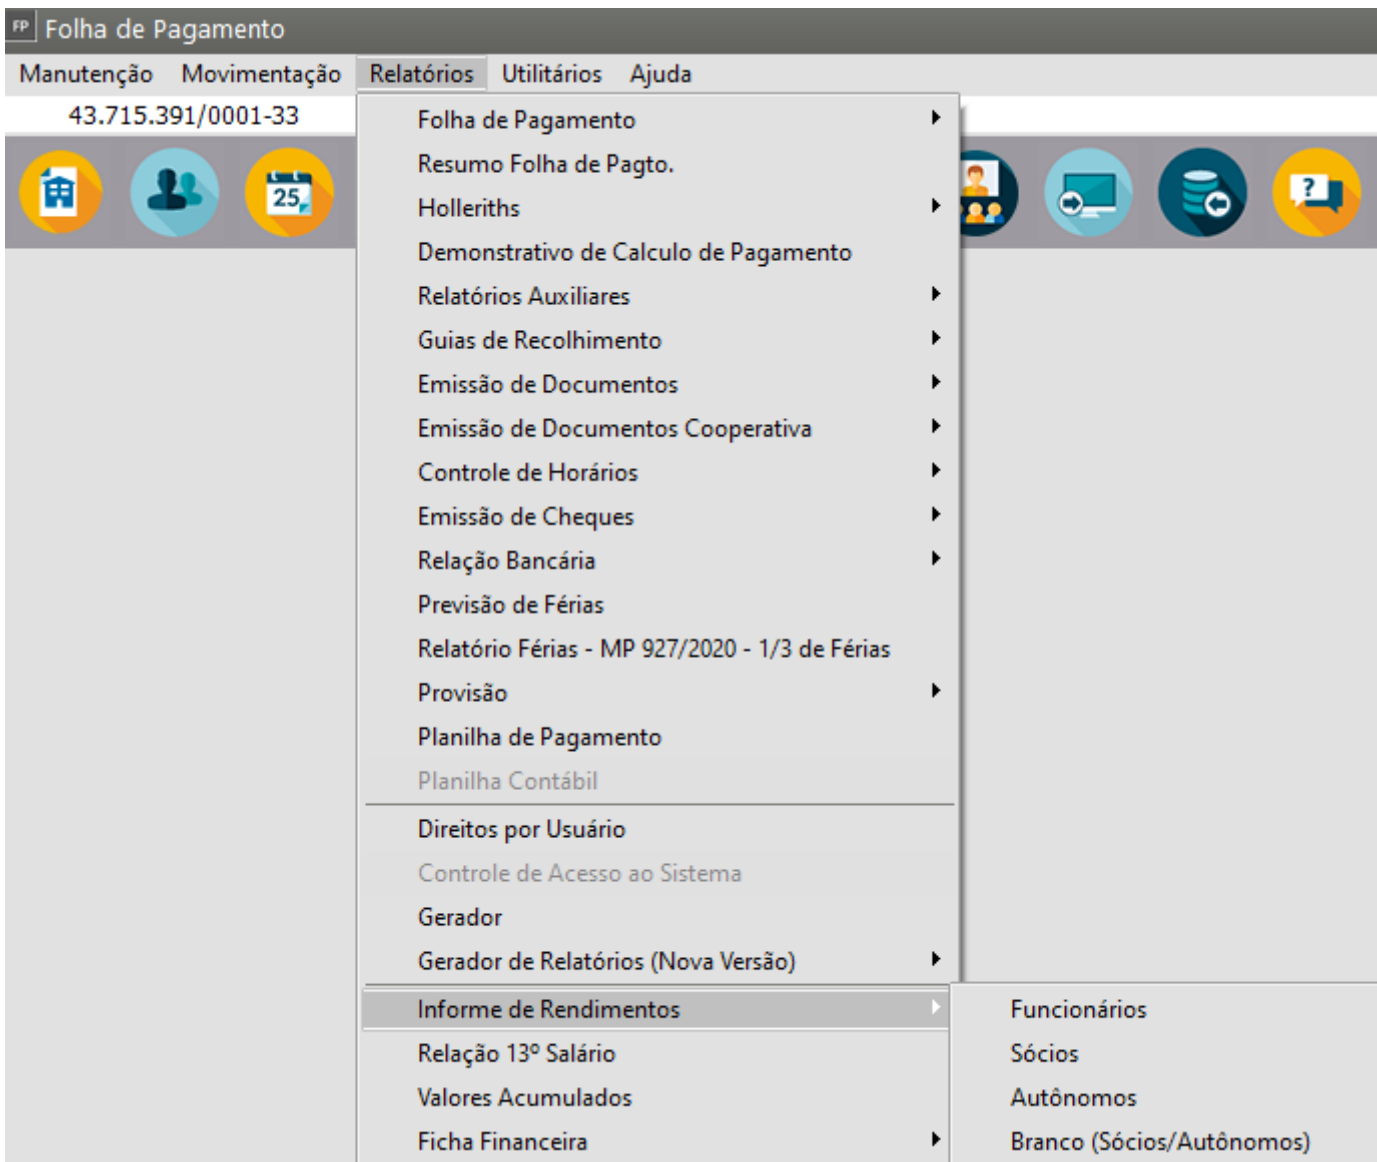 FP Folha de Pagamento
Manutenção Movimentação Relatórios Utilitários Ajuda
43.715.391/0001-33
25
?
Folha de Pagamento
Resumo Folha de Pagto.
Holleriths
Demonstrativo de Calculo de Pagamento
Relatórios Auxiliares
Guias de Recolhimento
Emissão de Documentos
Emissão de Documentos Cooperativa
Controle de Horários
Emissão de Cheques
Relação Bancária
Previsão de Férias
Relatório Férias - MP 927/2020 - 1/3 de Férias
Provisão
Planilha de Pagamento
Planilha Contábil
Direitos por Usuário
Controle de Acesso ao Sistema
Gerador
Gerador de Relatórios (Nova Versão)
Informe de Rendimentos
Relação 13º Salário
Valores Acumulados
Ficha Financeira
Funcionários
Sócios
Autônomos
Branco (Sócios/Autônomos)